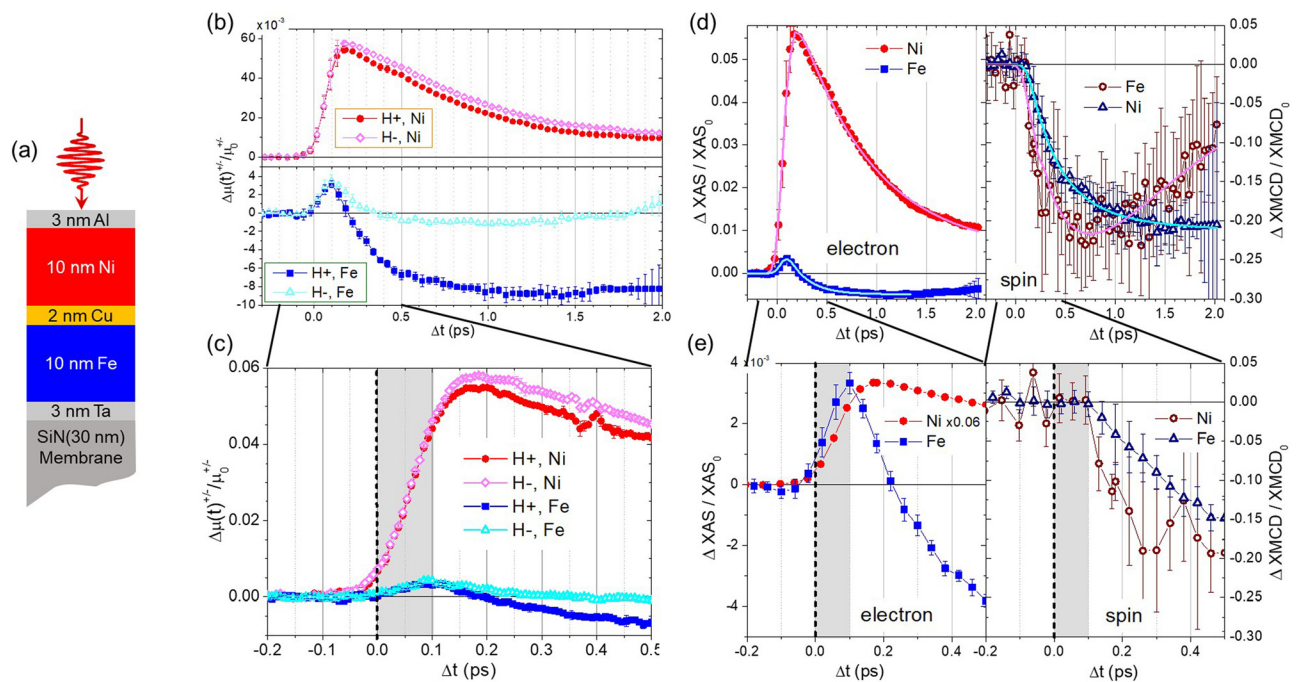 (a)
3 nm Al
10 nm Ni
2 nm Cu
10 nm Fe
3 nm Ta
SiN(30 nm)
Membrane
(b)
x10⁻³
60
40
20
0
H+, Ni
H-, Ni
4
2
0
-2
-4
-6
-8
-10
H+, Fe
H-, Fe
Δμ(t)⁺/⁻/μ₀⁺/⁻
0.0 0.5 1.0 1.5 2.0
Δt (ps)
(c)
0.06
0.04
0.02
0.00
Δμ(t)⁺/⁻/μ₀⁺/⁻
H+, Ni
H-, Ni
H+, Fe
H-, Fe
-0.2 -0.1 0.0 0.1 0.2 0.3 0.4 0.5
Δt (ps)
(d)
0.05
0.04
0.03
0.02
0.01
0.00
Δ XAS / XAS₀
Ni
Fe
electron
0.0 0.5 1.0 1.5 2.0
Δt (ps)
Fe
Ni
spin
0.0 0.5 1.0 1.5 2.0
0.05
0.00
-0.05
-0.10
-0.15
-0.20
-0.25
-0.30
Δ XMCD / XMCD₀
(e)
4 x10⁻³
2
0
-2
-4
Δ XAS / XAS₀
Ni x0.06
Fe
electron
-0.2 0.0 0.2 0.4
Δt (ps)
Ni
Fe
spin
-0.2 0.0 0.2 0.4
Δt (ps)
0.05
0.00
-0.05
-0.10
-0.15
-0.20
-0.25
-0.30
Δ XMCD / XMCD₀